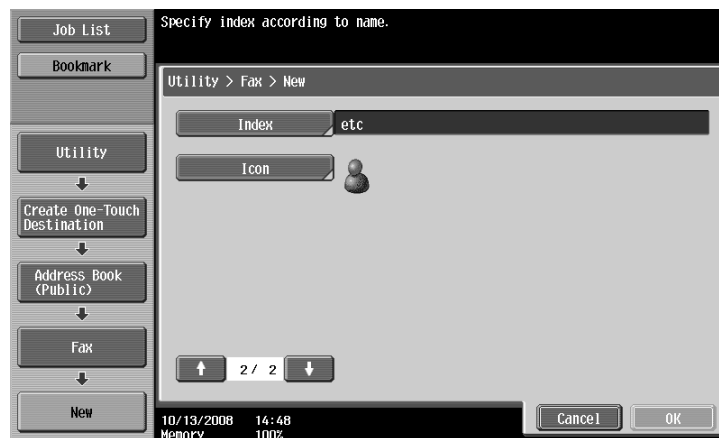 Job List
Bookmark
Specify index according to name.
Utility > Fax > New
Index
etc
Icon
Utility
Create One-Touch
Destination
Address Book
(Public)
Fax
New
2/ 2
10/13/2008 14:48
Memory 100%
Cancel
OK